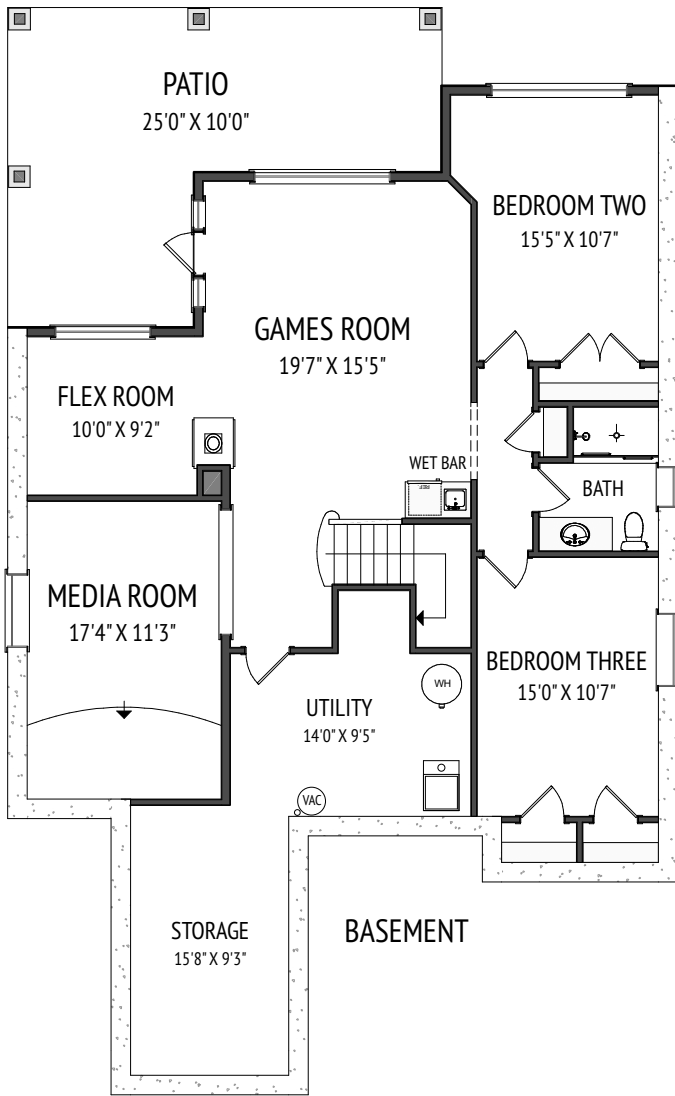 PATIO
25'0" X 10'0"
BEDROOM TWO
15'5" X 10'7"
GAMES ROOM
19'7" X 15'5"
FLEX ROOM
10'0" X 9'2"
WET BAR
REF
BATH
MEDIA ROOM
17'4" X 11'3"
BEDROOM THREE
15'0" X 10'7"
WH
UTILITY
14'0" X 9'5"
VAC
STORAGE
15'8" X 9'3"
BASEMENT